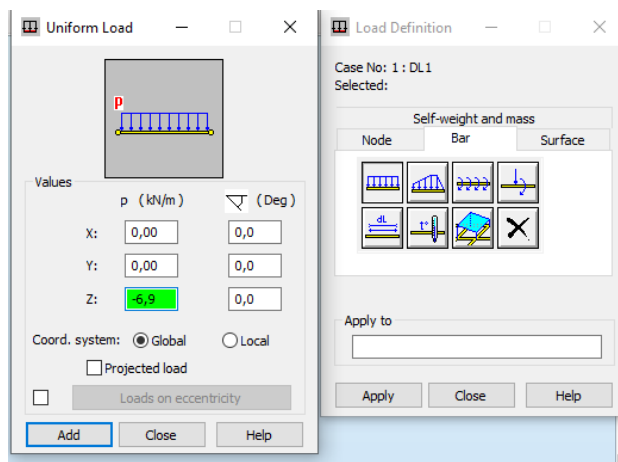 Uniform Load
p
Values
p (kN/m) (Deg)
X: 0,00 0,0
Y: 0,00 0,0
Z: -6,9 0,0
Coord. system: Global Local
Projected load
Loads on eccentricity
Add Close Help
Load Definition
Case No: 1 : DL1
Selected:
Self-weight and mass
Node Bar Surface
dL t°
Apply to
Apply Close Help